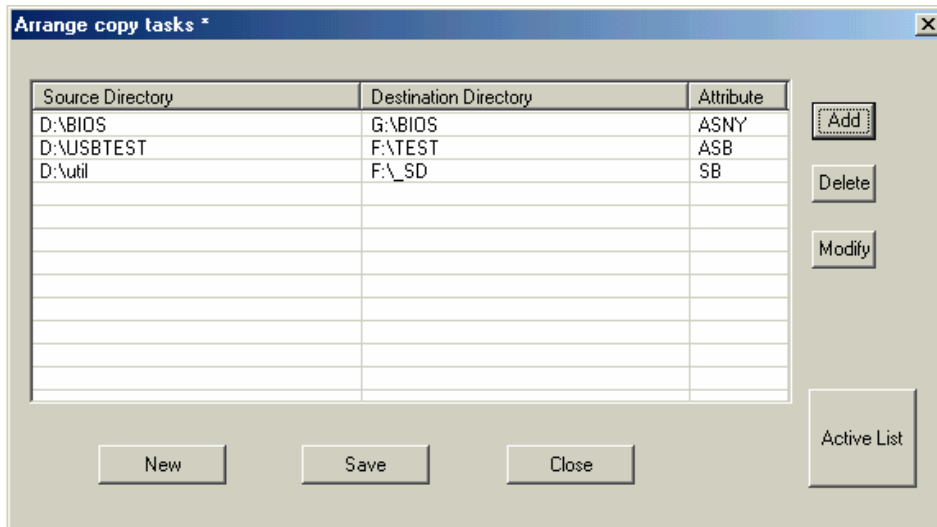 Arrange copy tasks *
Source Directory Destination Directory Attribute
D:\BIOS G:\BIOS ASNY
D:\USBTEST F:\TEST ASB
D:\util F:\_SD SB
Add
Delete
Modify
Active List
New Save Close